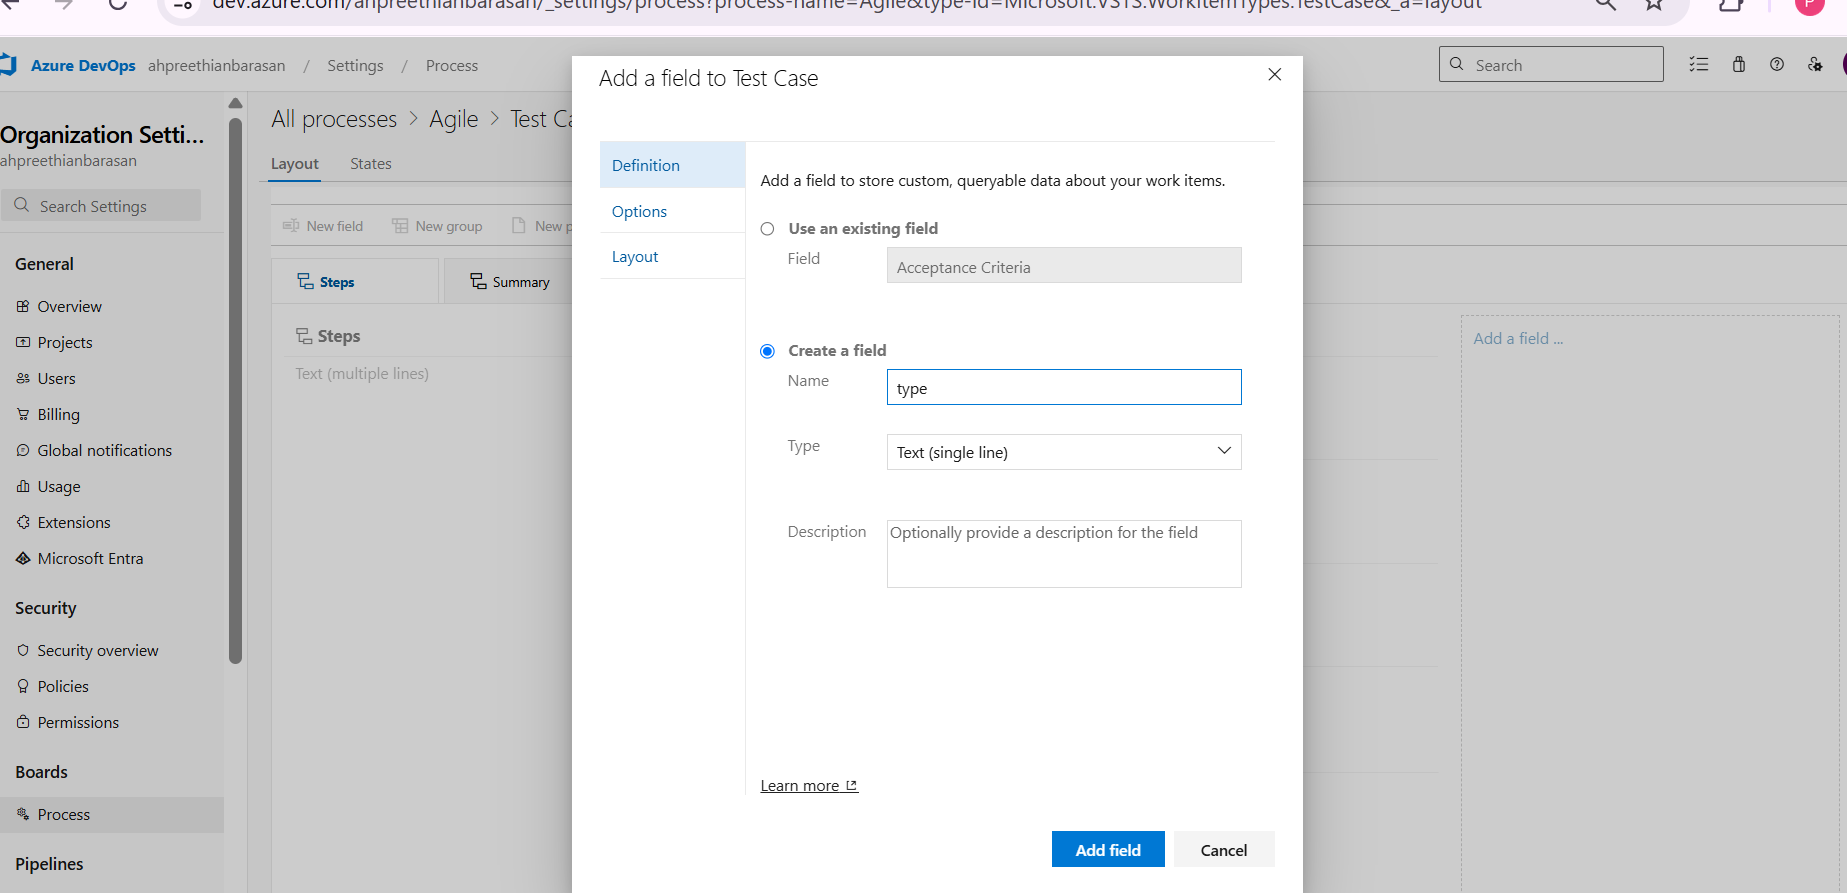 dev.azure.com/ahpreethianbarasan/_settings/process?process-name=Agile&type-id=Microsoft.VSTS.WorkItemTypes.TestCase&_a=layout
P
Azure DevOps ahpreethianbarasan / Settings / Process
Search
Organization Setti...
ahpreethianbarasan
Search Settings
General
Overview
Projects
Users
Billing
Global notifications
Usage
Extensions
Microsoft Entra
Security
Security overview
Policies
Permissions
Boards
Process
Pipelines
All processes > Agile > Test Ca
Layout States
New field New group New p
Steps Summary
Steps
Text (multiple lines)
Add a field ...
Add a field to Test Case
Definition
Options
Layout
Add a field to store custom, queryable data about your work items.
Use an existing field
Field Acceptance Criteria
Create a field
Name type
Type Text (single line)
Description Optionally provide a description for the field
Learn more
Add field Cancel